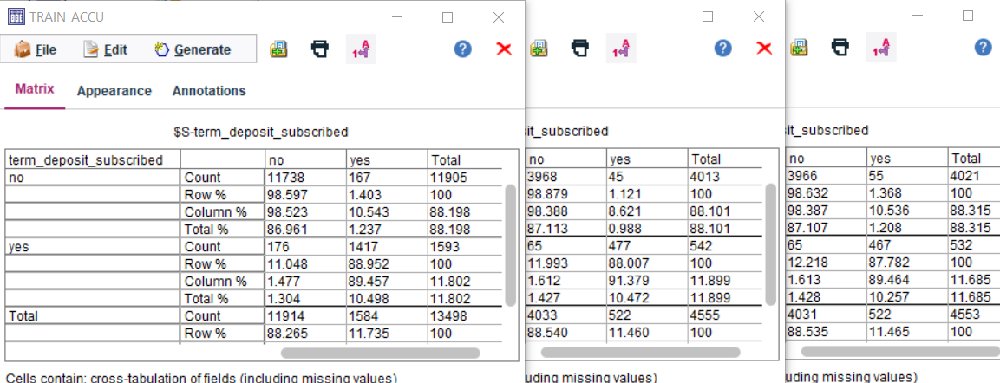 TRAIN_ACCU
File Edit Generate
Matrix Appearance Annotations
$S-term_deposit_subscribed it_subscribed it_subscribed
term_deposit_subscribed no yes Total no yes Total no yes Total
no Count 11738 167 11905 3968 45 4013 3966 55 4021
Row % 98.597 1.403 100 98.879 1.121 100 98.632 1.368 100
Column % 98.523 10.543 88.198 98.388 8.621 88.101 98.387 10.536 88.315
Total % 86.961 1.237 88.198 87.113 0.988 88.101 87.107 1.208 88.315
yes Count 176 1417 1593 65 477 542 65 467 532
Row % 11.048 88.952 100 11.993 88.007 100 12.218 87.782 100
Column % 1.477 89.457 11.802 1.612 91.379 11.899 1.613 89.464 11.685
Total % 1.304 10.498 11.802 1.427 10.472 11.899 1.428 10.257 11.685
Total Count 11914 1584 13498 4033 522 4555 4031 522 4553
Row % 88.265 11.735 100 88.540 11.460 100 88.535 11.465 100
Cells contain: cross-tabulation of fields (including missing values) uding missing values) uding missing values)